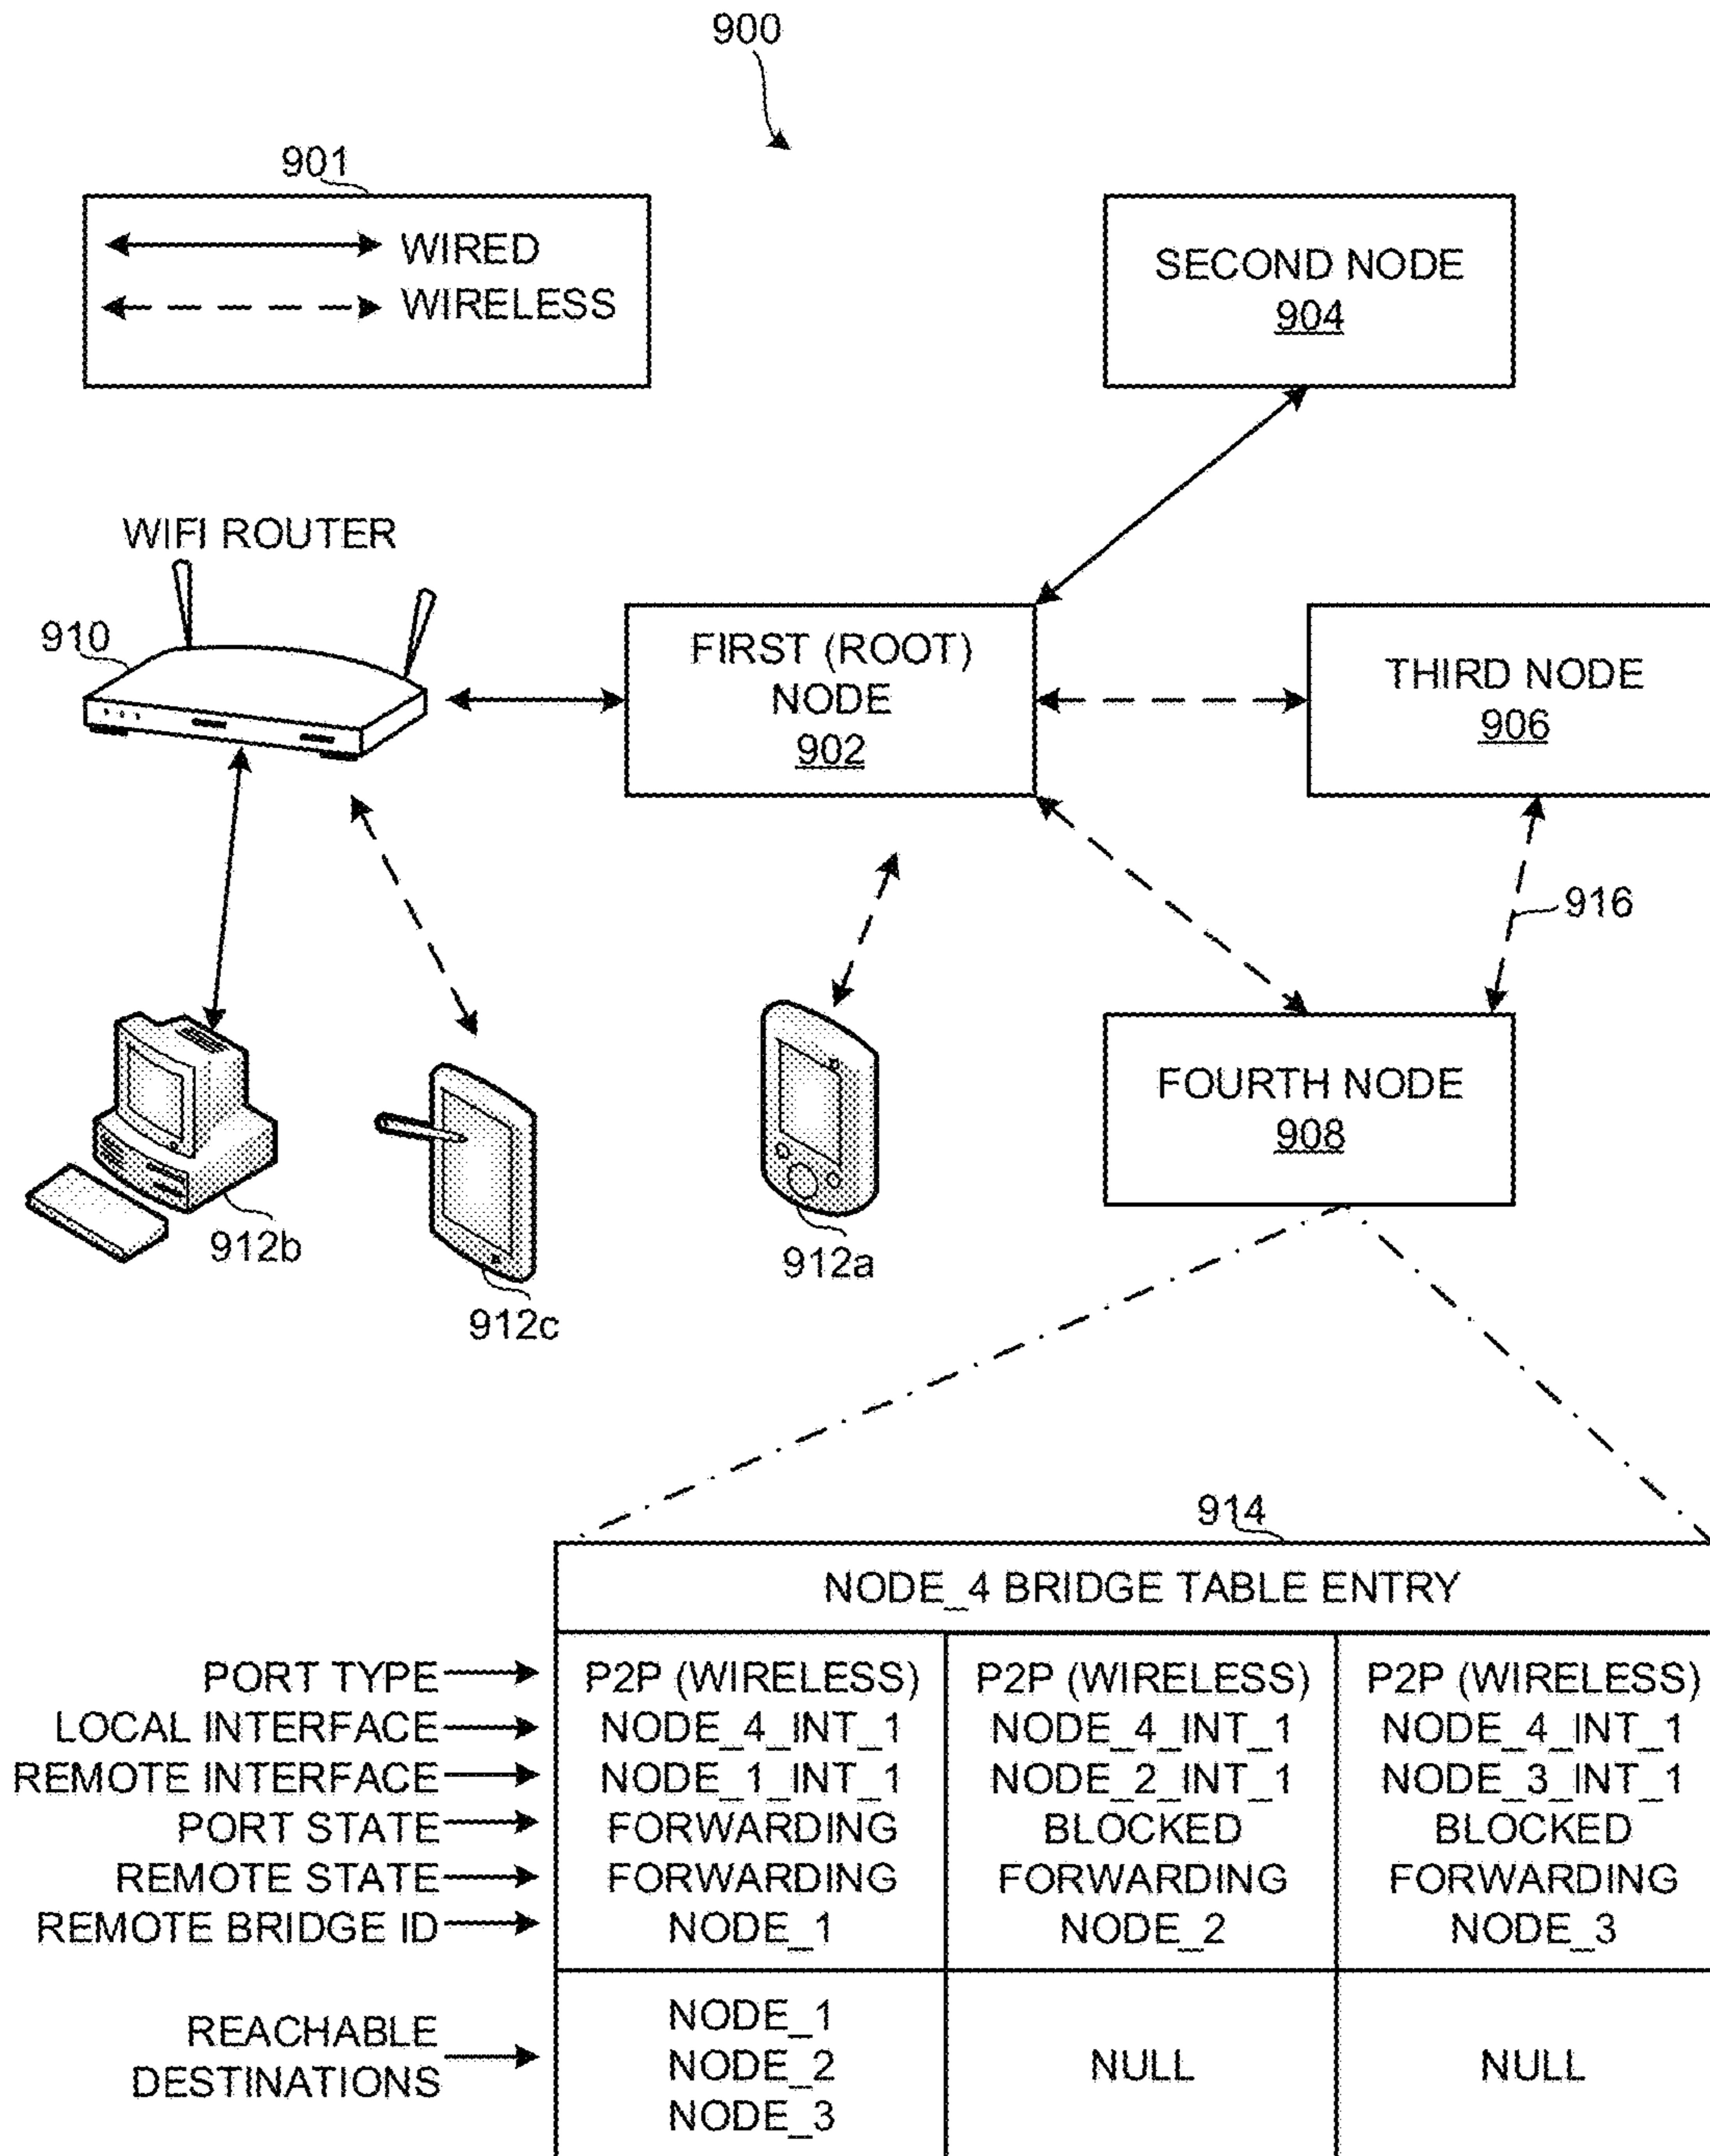 900
901
WIRED
WIRELESS
SECOND NODE
904
WIFI ROUTER
910
FIRST (ROOT)
NODE
902
THIRD NODE
906
916
FOURTH NODE
908
912b
912c
912a
914
NODE_4 BRIDGE TABLE ENTRY
PORT TYPE P2P (WIRELESS) P2P (WIRELESS) P2P (WIRELESS)
LOCAL INTERFACE NODE_4_INT_1 NODE_4_INT_1 NODE_4_INT_1
REMOTE INTERFACE NODE_1_INT_1 NODE_2_INT_1 NODE_3_INT_1
PORT STATE FORWARDING BLOCKED BLOCKED
REMOTE STATE FORWARDING FORWARDING FORWARDING
REMOTE BRIDGE ID NODE_1 NODE_2 NODE_3
REACHABLE
DESTINATIONS
NODE_1
NODE_2
NODE_3
NULL
NULL